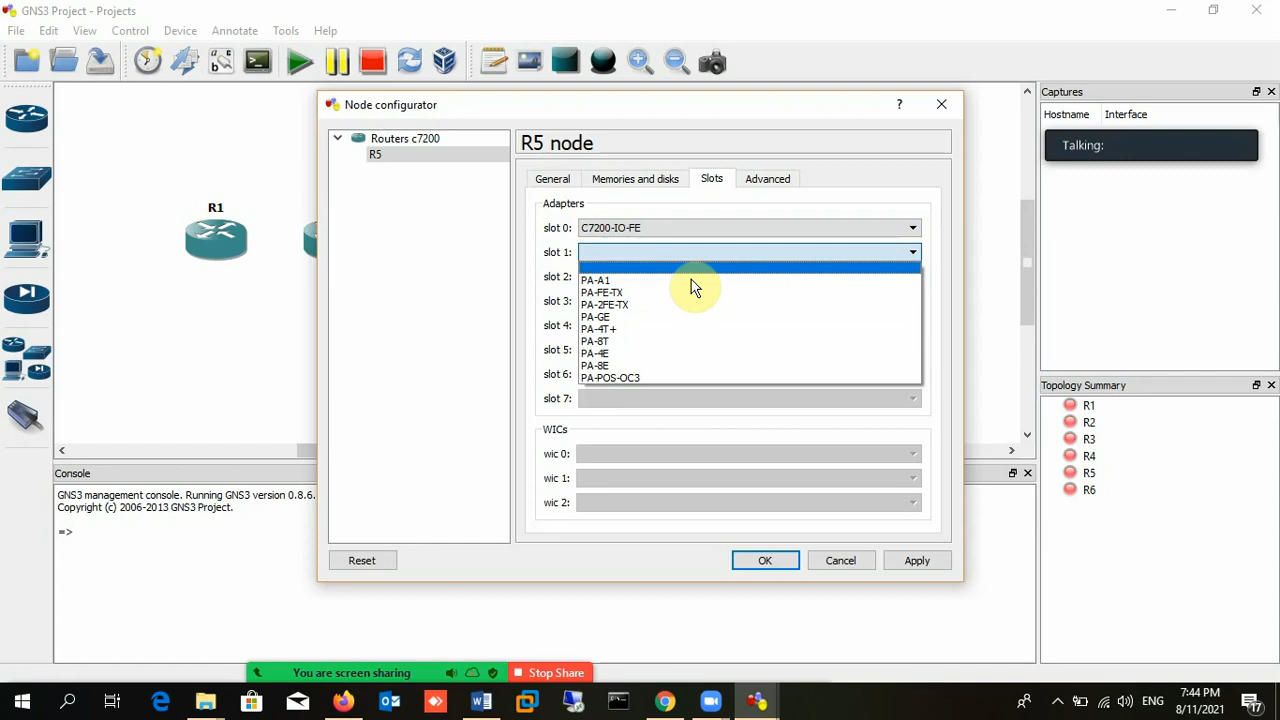 GNS3 Project - Projects
File Edit View Control Device Annotate Tools Help
Node configurator
?
Routers c7200
R5
R5 node
General Memories and disks Slots Advanced
Adapters
slot 0: C7200-IO-FE
slot 1:
PA-A1
PA-FE-TX
PA-2FE-TX
PA-GE
PA-4T+
PA-8T
PA-4E
PA-8E
PA-POS-OC3
slot 2:
slot 3:
slot 4:
slot 5:
slot 6:
slot 7:
WICs
wic 0:
wic 1:
wic 2:
Reset OK Cancel Apply
R1
Captures
Hostname Interface
Talking:
Topology Summary
R1
R2
R3
R4
R5
R6
Console
GNS3 management console. Running GNS3 version 0.8.6.
Copyright (c) 2006-2013 GNS3 Project.
=>
You are screen sharing Stop Share
ENG
7:44 PM
8/11/2021
17